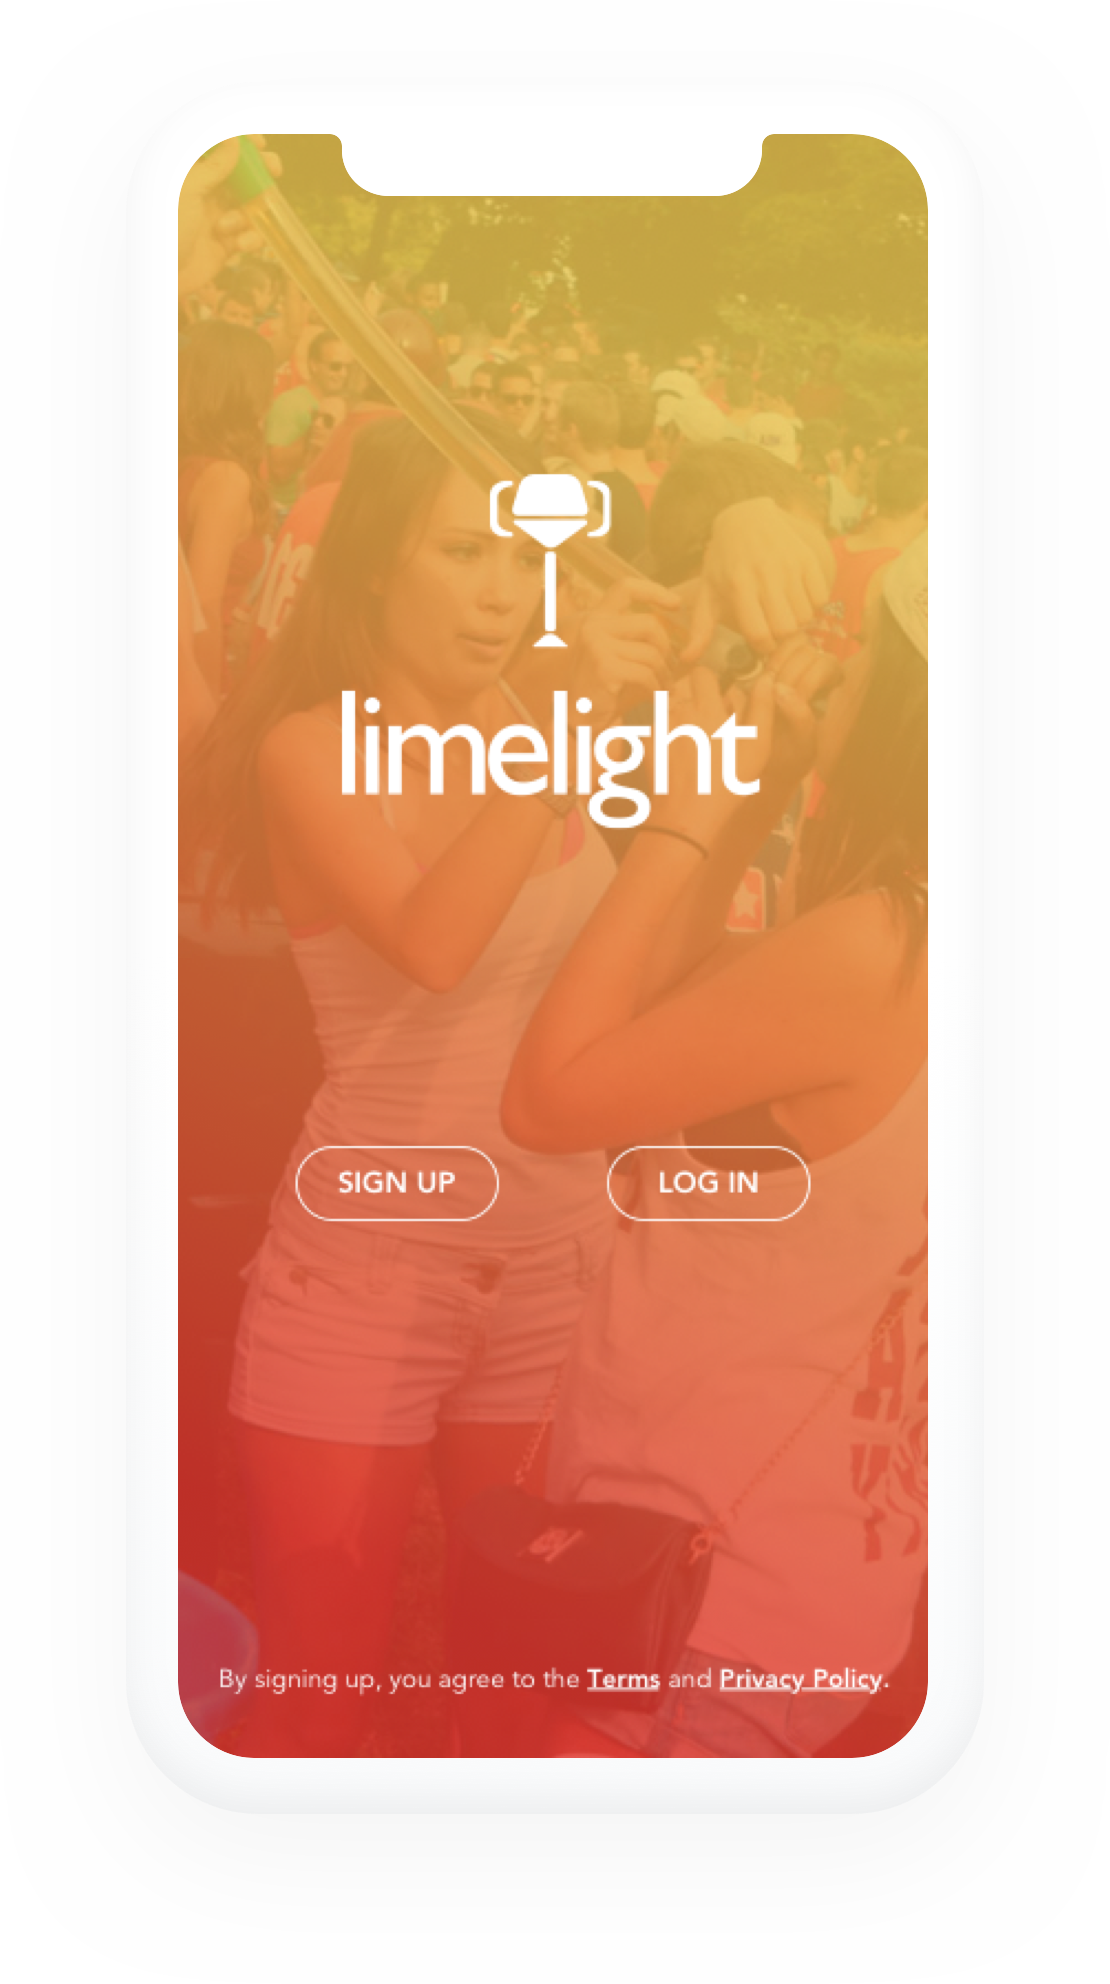 limelight
SIGN UP
LOG IN
By signing up, you agree to the Terms and Privacy Policy.